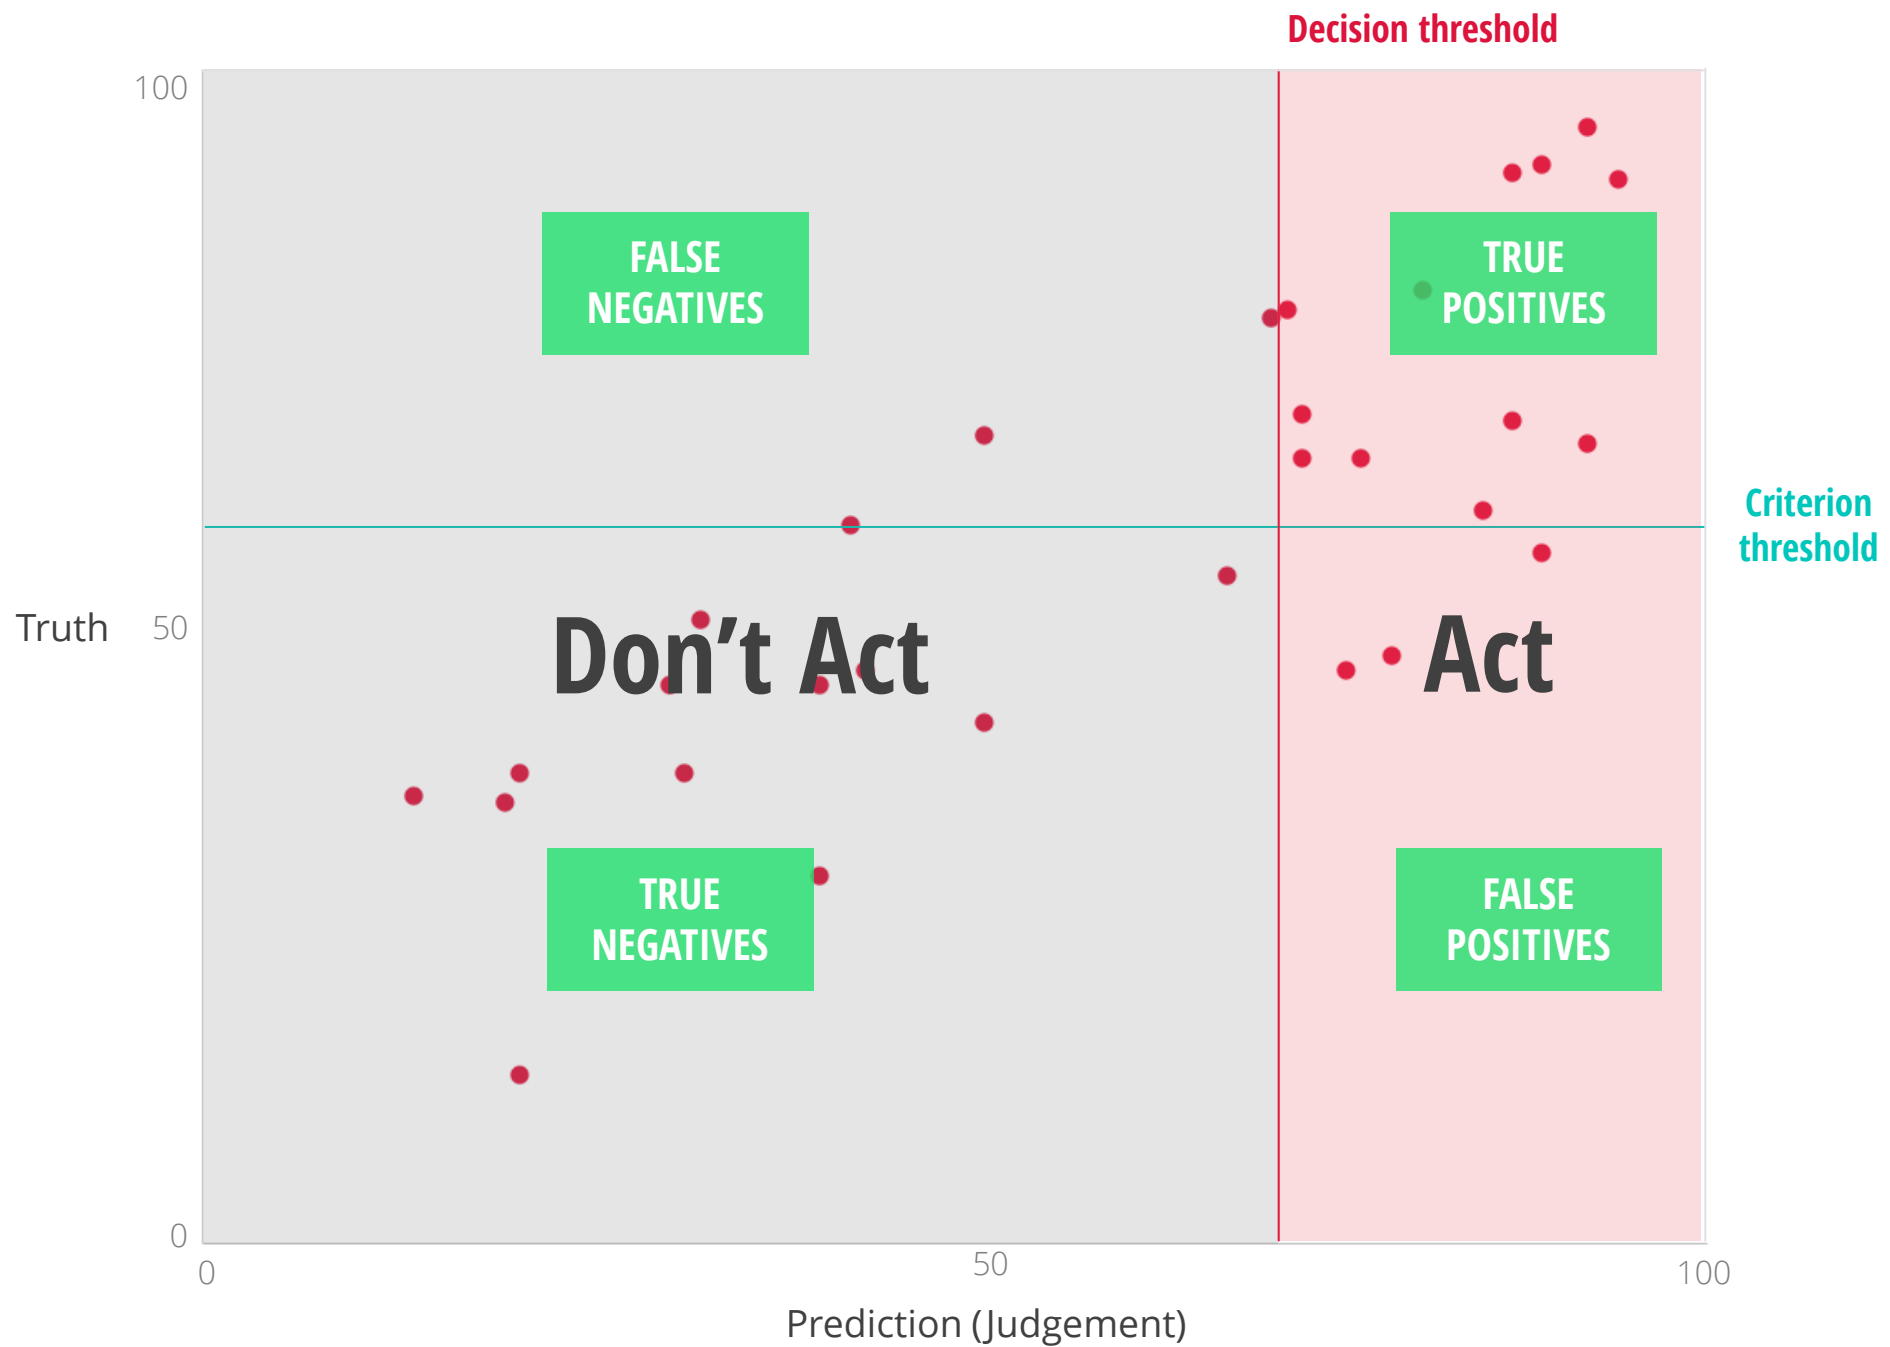 Decision threshold
100
FALSE
NEGATIVES
TRUE
POSITIVES
Criterion
threshold
Truth
50
Don’t Act
Act
TRUE
NEGATIVES
FALSE
POSITIVES
0
0
50
100
Prediction (Judgement)